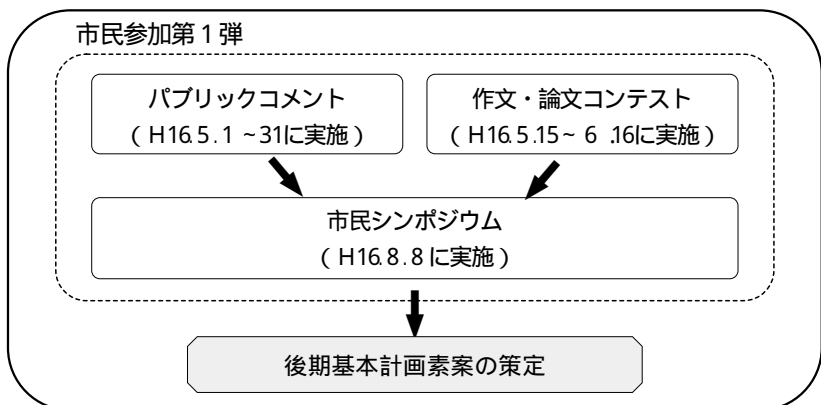 市民参加第１弾
パブリックコメント
（H16.5.1～31に実施）
作文・論文コンテスト
（H16.5.15～６.16に実施）
市民シンポジウム
（H16.8.8に実施）
後期基本計画素案の策定